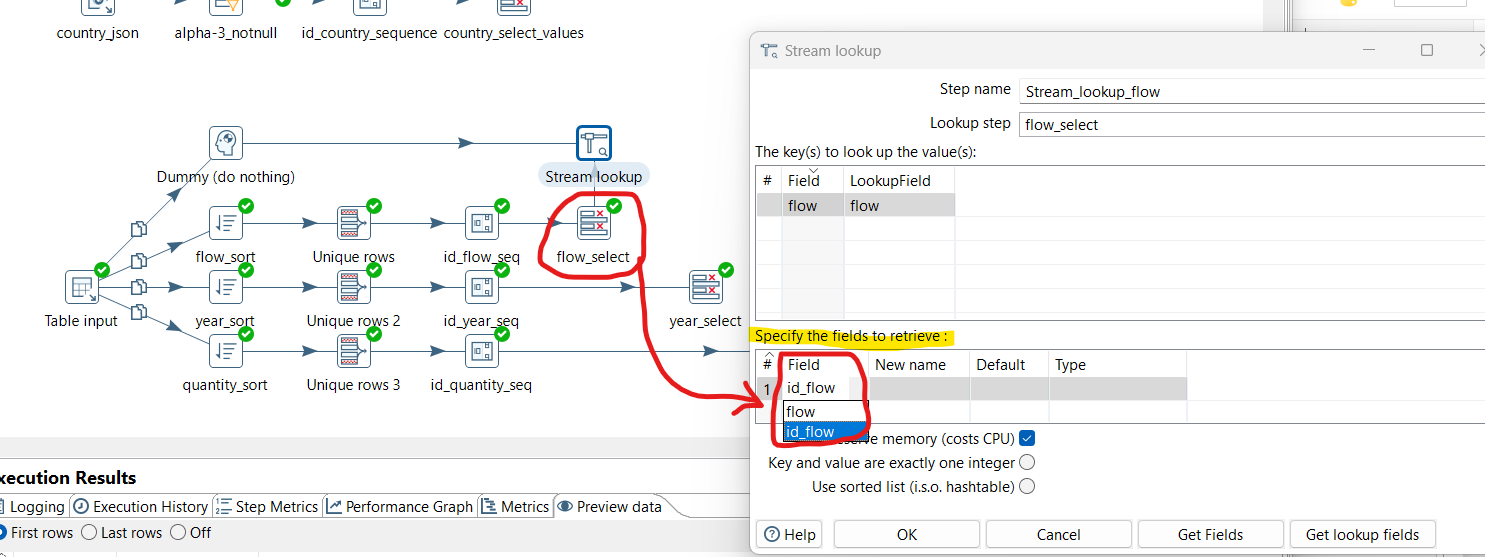 country_json alpha-3_notnull id_country_sequence country_select_values
Dummy (do nothing) Stream lookup
flow_sort Unique rows id_flow_seq flow_select
Table input year_sort Unique rows 2 id_year_seq year_select
quantity_sort Unique rows 3 id_quantity_seq
Execution Results
Logging Execution History Step Metrics Performance Graph Metrics Preview data
First rows Last rows Off
Stream lookup
Step name Stream_lookup_flow
Lookup step flow_select
The key(s) to look up the value(s):
# Field LookupField
flow flow
Specify the fields to retrieve :
# Field New name Default Type
1 id_flow
flow
id_flow
serve memory (costs CPU)
Key and value are exactly one integer
Use sorted list (i.s.o. hashtable)
Help OK Cancel Get Fields Get lookup fields